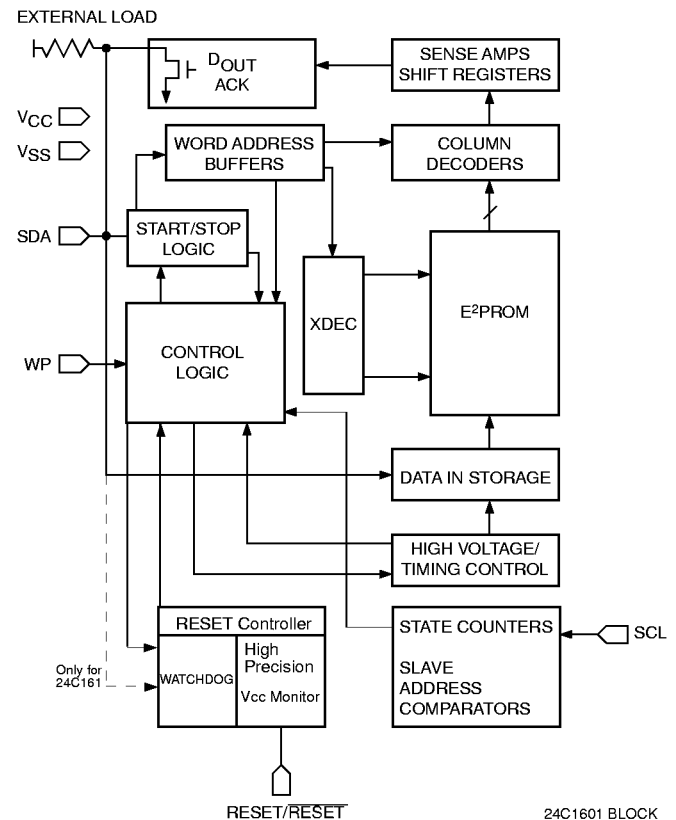 EXTERNAL LOAD
DOUT
ACK
SENSE AMPS
SHIFT REGISTERS
VCC
VSS
WORD ADDRESS
BUFFERS
COLUMN
DECODERS
SDA
START/STOP
LOGIC
XDEC
E²PROM
WP
CONTROL
LOGIC
DATA IN STORAGE
HIGH VOLTAGE/
TIMING CONTROL
RESET Controller
WATCHDOG
High
Precision
Vcc Monitor
Only for
24C161
STATE COUNTERS
SLAVE
ADDRESS
COMPARATORS
SCL
RESET/RESET
24C1601 BLOCK